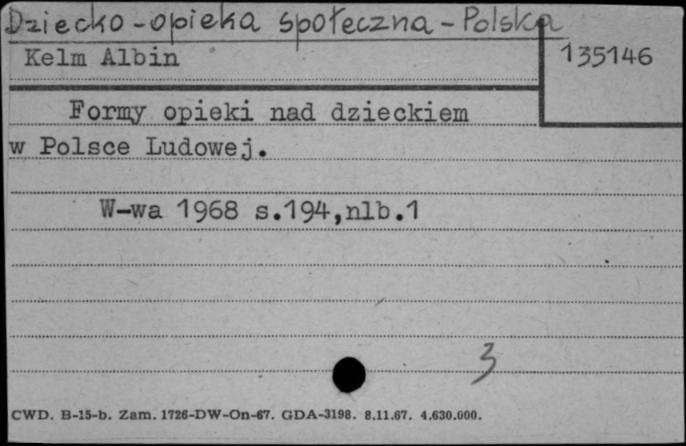 Dziecko - opieka społeczna - Polska
Kelm Albin
135146
Formy opieki nad dzieckiem
w Polsce Ludowej.
W-wa 1968 s.194,nlb.1
3
CWD. B-15-b. Zam. 1726-DW-On-67. GDA-3198. 8.11.67. 4.630.000.